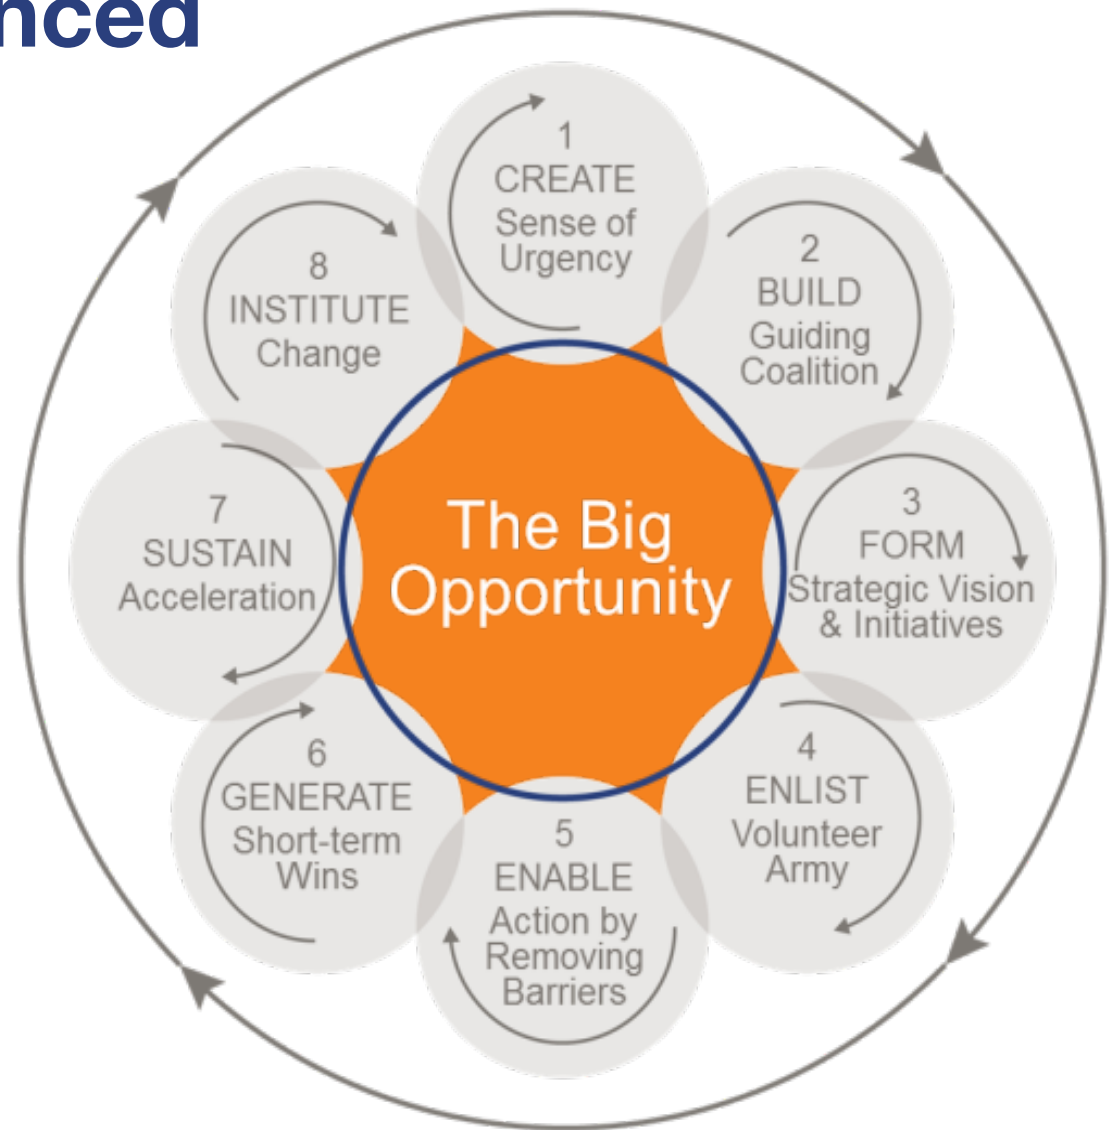 nced
1
CREATE
Sense of
Urgency
2
BUILD
Guiding
Coalition
3
FORM
Strategic Vision
& Initiatives
4
ENLIST
Volunteer
Army
5
ENABLE
Action by
Removing
Barriers
6
GENERATE
Short-term
Wins
7
SUSTAIN
Acceleration
8
INSTITUTE
Change
The Big
Opportunity